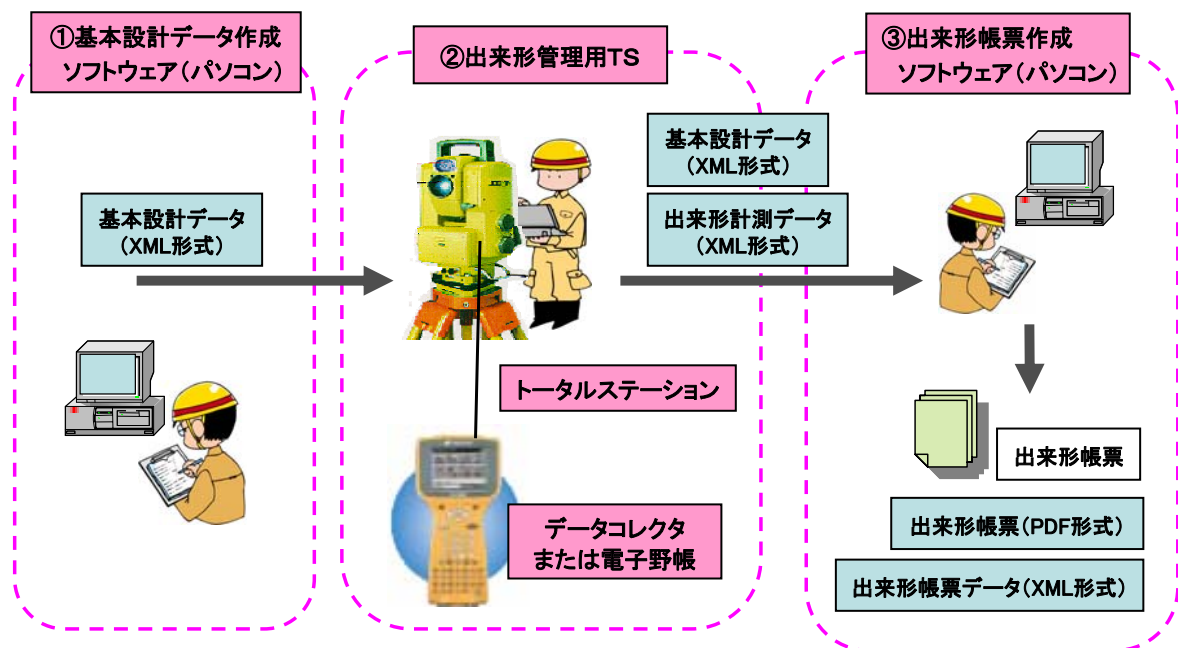 ①基本設計データ作成
ソフトウェア(パソコン)
②出来形管理用TS
③出来形帳票作成
ソフトウェア(パソコン)
基本設計データ
(XML形式)
基本設計データ
(XML形式)
出来形計測データ
(XML形式)
トータルステーション
データコレクタ
または電子野帳
出来形帳票
出来形帳票(PDF形式)
出来形帳票データ(XML形式)